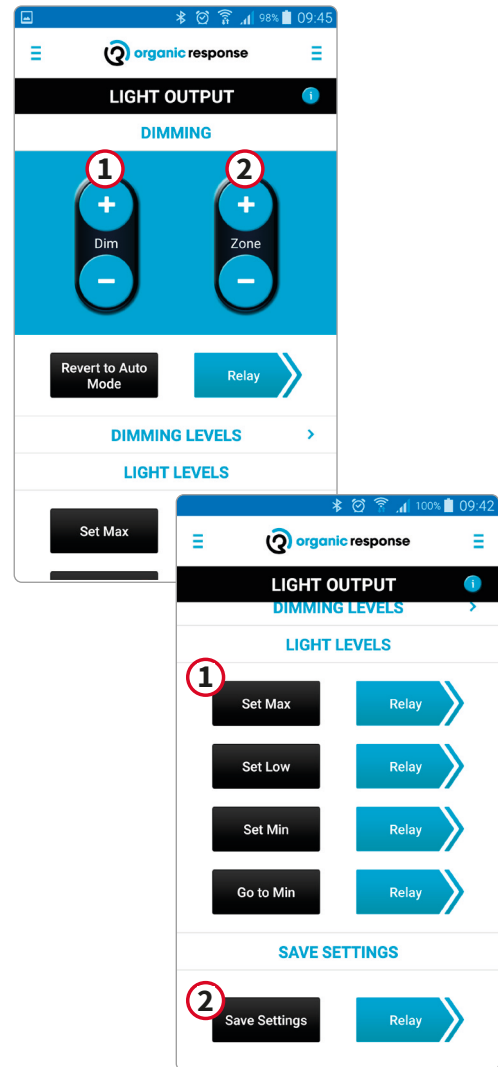 98% 09:45
organic response
LIGHT OUTPUT i
DIMMING
1 2
+ +
Dim Zone
− −
Revert to Auto
Mode
Relay
DIMMING LEVELS >
LIGHT LEVELS
Set Max
100% 09:42
organic response
LIGHT OUTPUT i
DIMMING LEVELS >
LIGHT LEVELS
1
Set Max Relay
Set Low Relay
Set Min Relay
Go to Min Relay
SAVE SETTINGS
2
Save Settings Relay